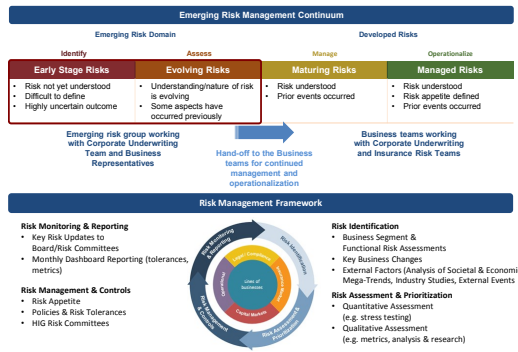 Emerging Risk Management Continuum
Emerging Risk Domain
Developed Risks
Identify
Assess
Manage
Operationalize
Early Stage Risks
Evolving Risks
Maturing Risks
Managed Risks
• Risk not yet understood
• Difficult to define
• Highly uncertain outcome
• Understanding/nature of risk
is evolving
• Some aspects have
occurred previously
• Risk understood
• Prior events occurred
• Risk understood
• Risk appetite defined
• Prior events occurred
Emerging risk group working
with Corporate Underwriting
Team and Business
Representatives
Hand-off to the Business
teams for continued
management and
operationalization
Business teams working
with Corporate Underwriting
and Insurance Risk Teams
Risk Management Framework
Risk Monitoring & Reporting
• Key Risk Updates to
Board/Risk Committees
• Monthly Dashboard Reporting (tolerances,
metrics)
Risk Management & Controls
• Risk Appetite
• Policies & Risk Tolerances
• HIG Risk Committees
Risk Monitoring
& Reporting
Risk Identification
Risk Assessment &
Prioritization
Risk Management
& Controls
Legal / Compliance
Insurance Market
Capital Markets
Operational
Lines of
businesses
Risk Identification
• Business Segment &
Functional Risk Assessments
• Key Business Changes
• External Factors (Analysis of Societal & Economi
Mega-Trends, Industry Studies, External Events
Risk Assessment & Prioritization
• Quantitative Assessment
(e.g. stress testing)
• Qualitative Assessment
(e.g. metrics, analysis & research)